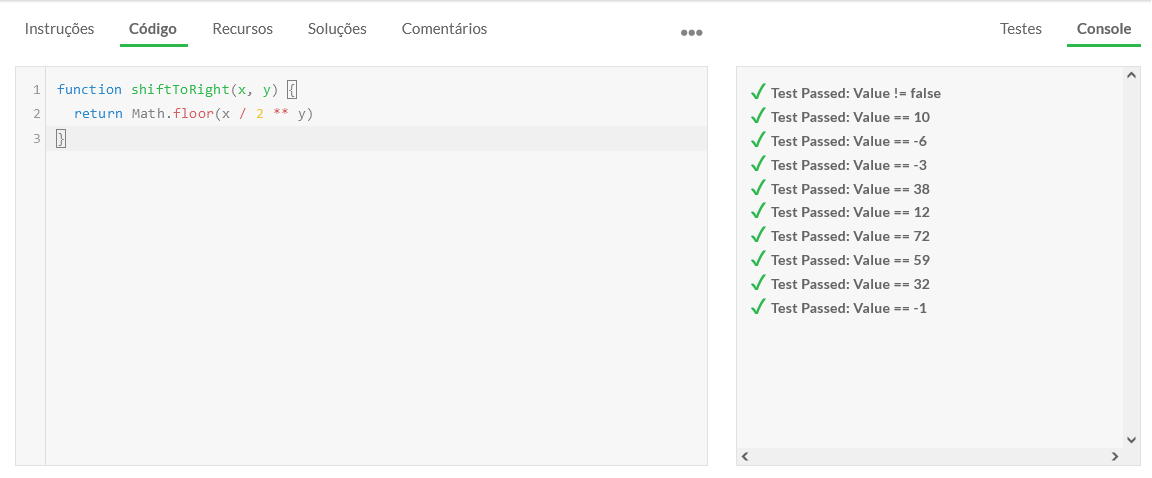 Instruções Código Recursos Soluções Comentários ••• Testes Console
1 function shiftToRight(x, y) {
2   return Math.floor(x / 2 ** y)
3 }
✓ Test Passed: Value != false
✓ Test Passed: Value == 10
✓ Test Passed: Value == -6
✓ Test Passed: Value == -3
✓ Test Passed: Value == 38
✓ Test Passed: Value == 12
✓ Test Passed: Value == 72
✓ Test Passed: Value == 59
✓ Test Passed: Value == 32
✓ Test Passed: Value == -1